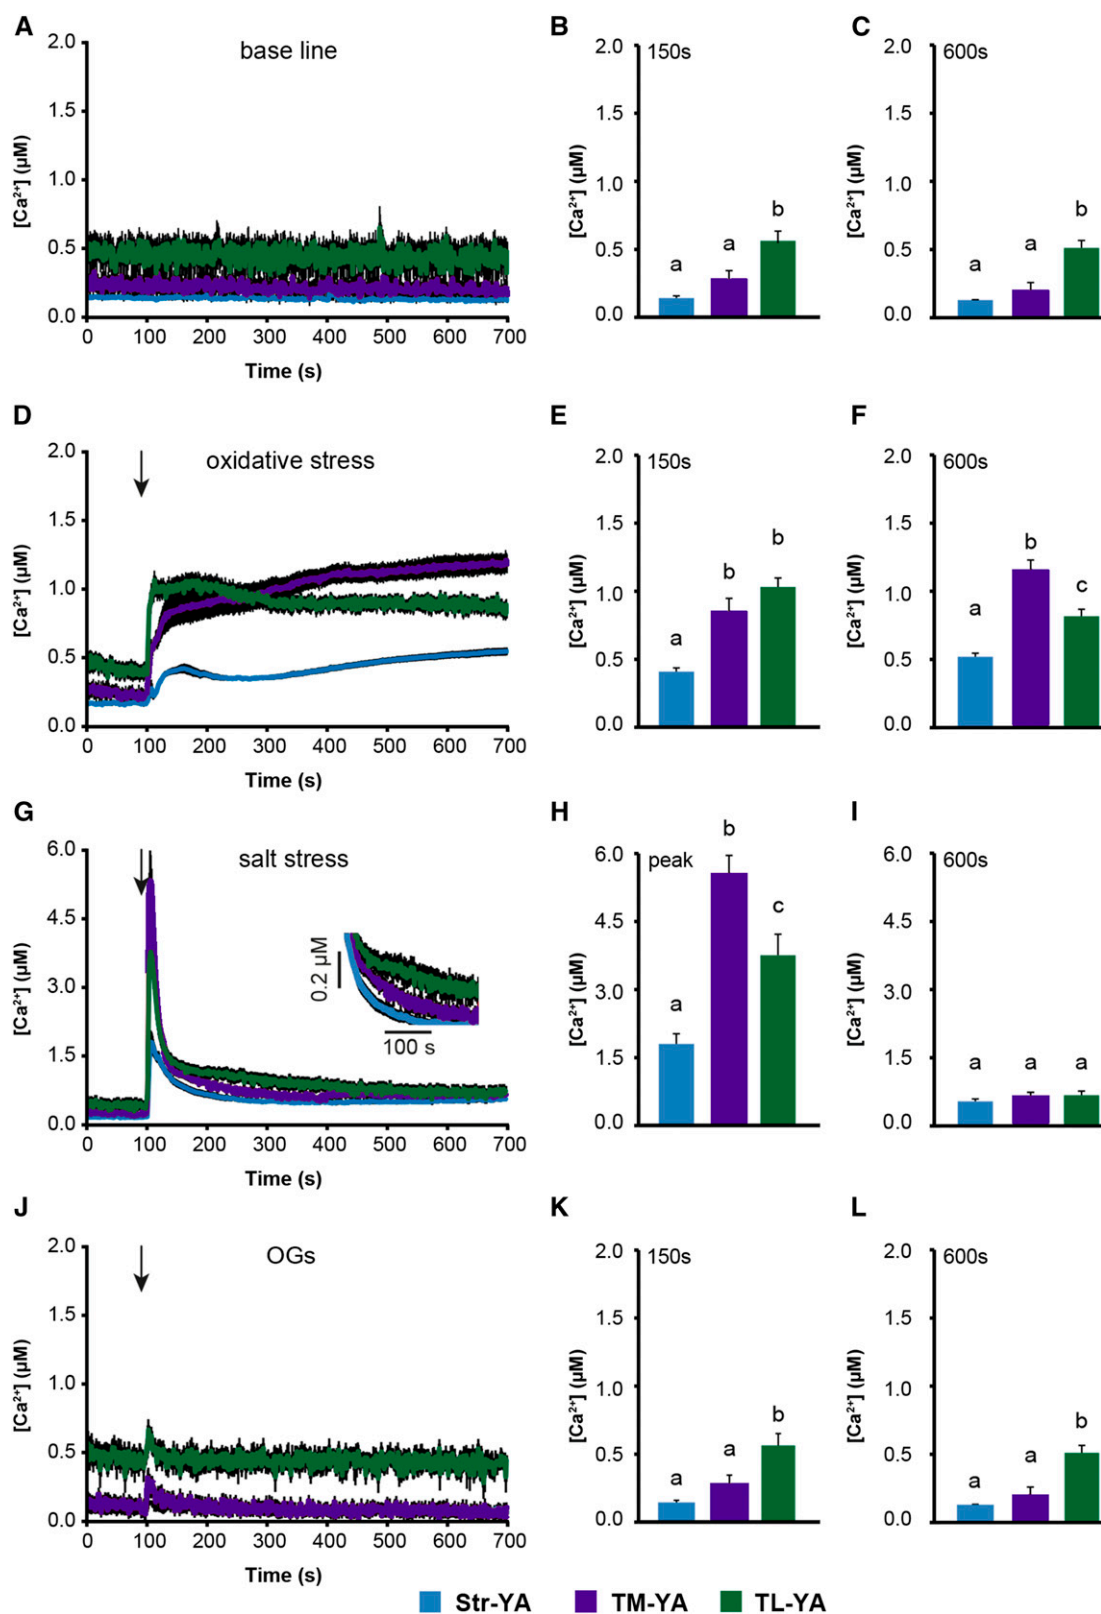 A
base line
[Ca²⁺] (µM)
2.0
1.5
1.0
0.5
0.0
0 100 200 300 400 500 600 700
Time (s)
B
150s
[Ca²⁺] (µM)
2.0
1.5
1.0
0.5
0.0
a a b
C
600s
[Ca²⁺] (µM)
2.0
1.5
1.0
0.5
0.0
a a b
D
oxidative stress
[Ca²⁺] (µM)
2.0
1.5
1.0
0.5
0.0
0 100 200 300 400 500 600 700
Time (s)
E
150s
[Ca²⁺] (µM)
2.0
1.5
1.0
0.5
0.0
a b b
F
600s
[Ca²⁺] (µM)
2.0
1.5
1.0
0.5
0.0
a b c
G
salt stress
[Ca²⁺] (µM)
6.0
4.5
3.0
1.5
0.0
0.2 µM
100 s
0 100 200 300 400 500 600 700
Time (s)
H
peak
[Ca²⁺] (µM)
6.0
4.5
3.0
1.5
0.0
a b c
I
600s
[Ca²⁺] (µM)
6.0
4.5
3.0
1.5
0.0
a a a
J
OGs
[Ca²⁺] (µM)
2.0
1.5
1.0
0.5
0.0
0 100 200 300 400 500 600 700
Time (s)
K
150s
[Ca²⁺] (µM)
2.0
1.5
1.0
0.5
0.0
a a b
L
600s
[Ca²⁺] (µM)
2.0
1.5
1.0
0.5
0.0
a a b
Str-YA TM-YA TL-YA